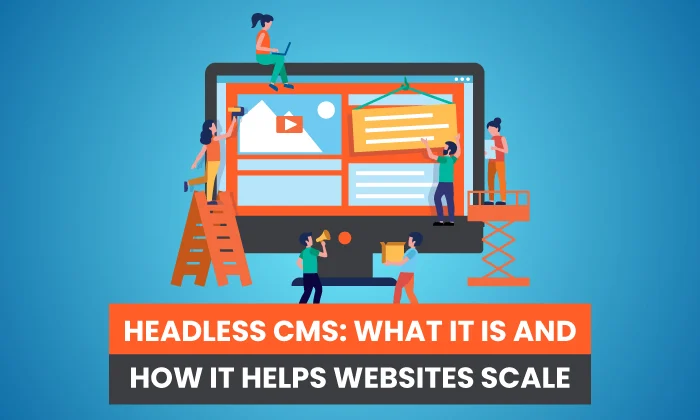 HEADLESS CMS: WHAT IT IS AND
HOW IT HELPS WEBSITES SCALE